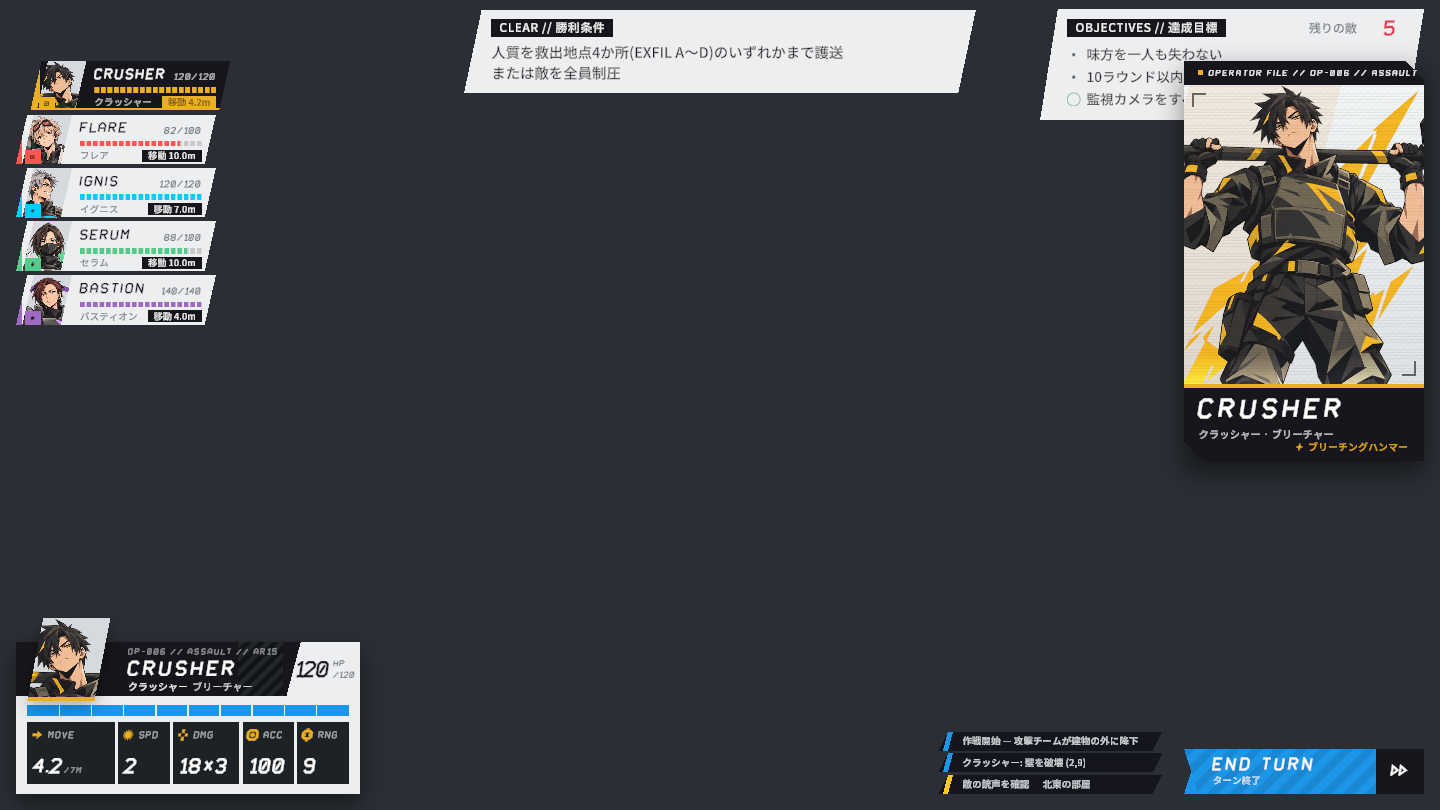 CLEAR // 勝利条件
人質を救出地点4か所(EXFIL A～D)のいずれかまで護送
または敵を全員制圧
OBJECTIVES // 達成目標
残りの敵 5
・ 味方を一人も失わない
・ 10ラウンド以内
〇 監視カメラをす
CRUSHER 120/120
クラッシャー 移動 4.2m
FLARE 82/100
フレア 移動 10.0m
IGNIS 120/120
イグニス 移動 7.0m
SERUM 88/100
セラム 移動 10.0m
BASTION 140/140
バスティオン 移動 4.0m
OPERATOR FILE // OP-006 // ASSAULT
CRUSHER
クラッシャー · ブリーチャー
ブリーチングハンマー
OP-006 // ASSAULT // AR15
CRUSHER
クラッシャー ブリーチャー
120 HP /120
MOVE
4.2 /7M
SPD
2
DMG
18×3
ACC
100
RNG
9
作戦開始 — 攻撃チームが建物の外に降下
クラッシャー: 壁を破壊 (2,9)
敵の銃声を確認 北東の部屋
END TURN
ターン終了